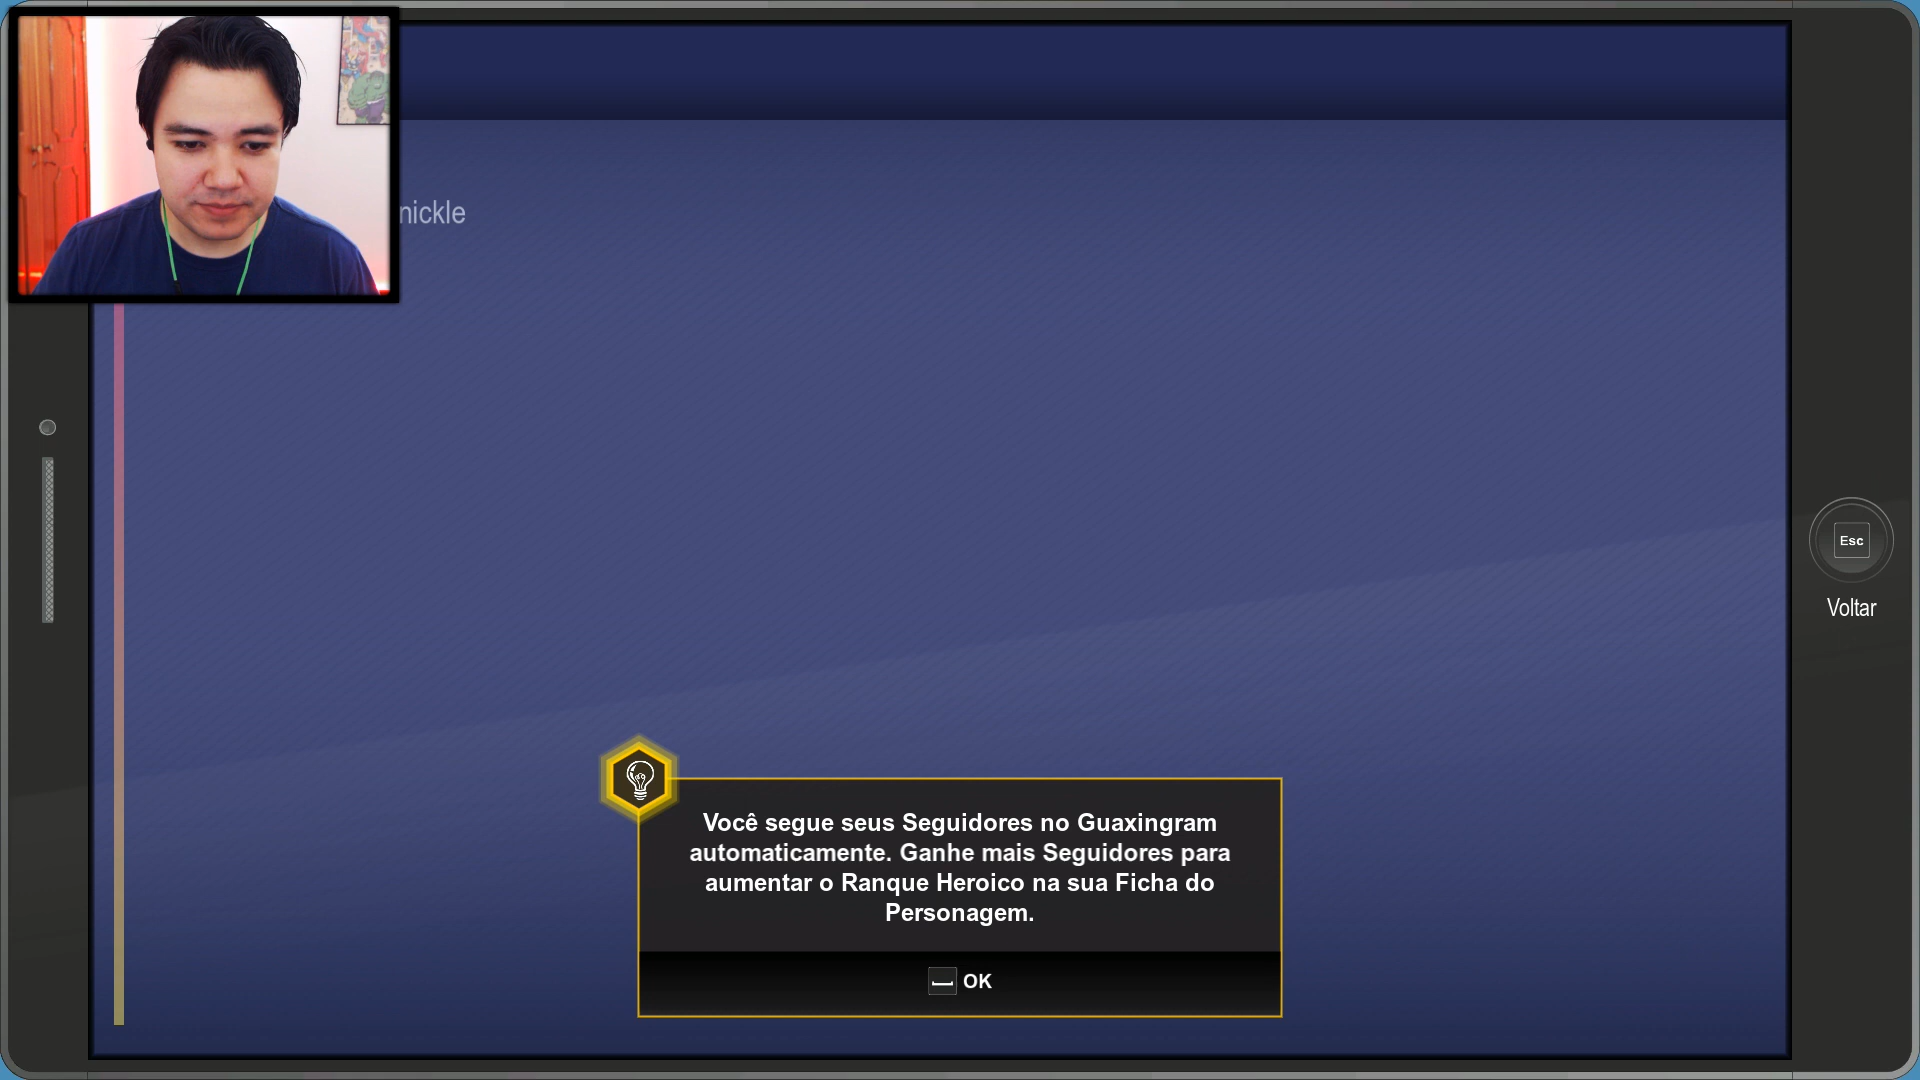 nickle
Esc
Voltar
Você segue seus Seguidores no Guaxingram
automaticamente. Ganhe mais Seguidores para
aumentar o Ranque Heroico na sua Ficha do
Personagem.
OK